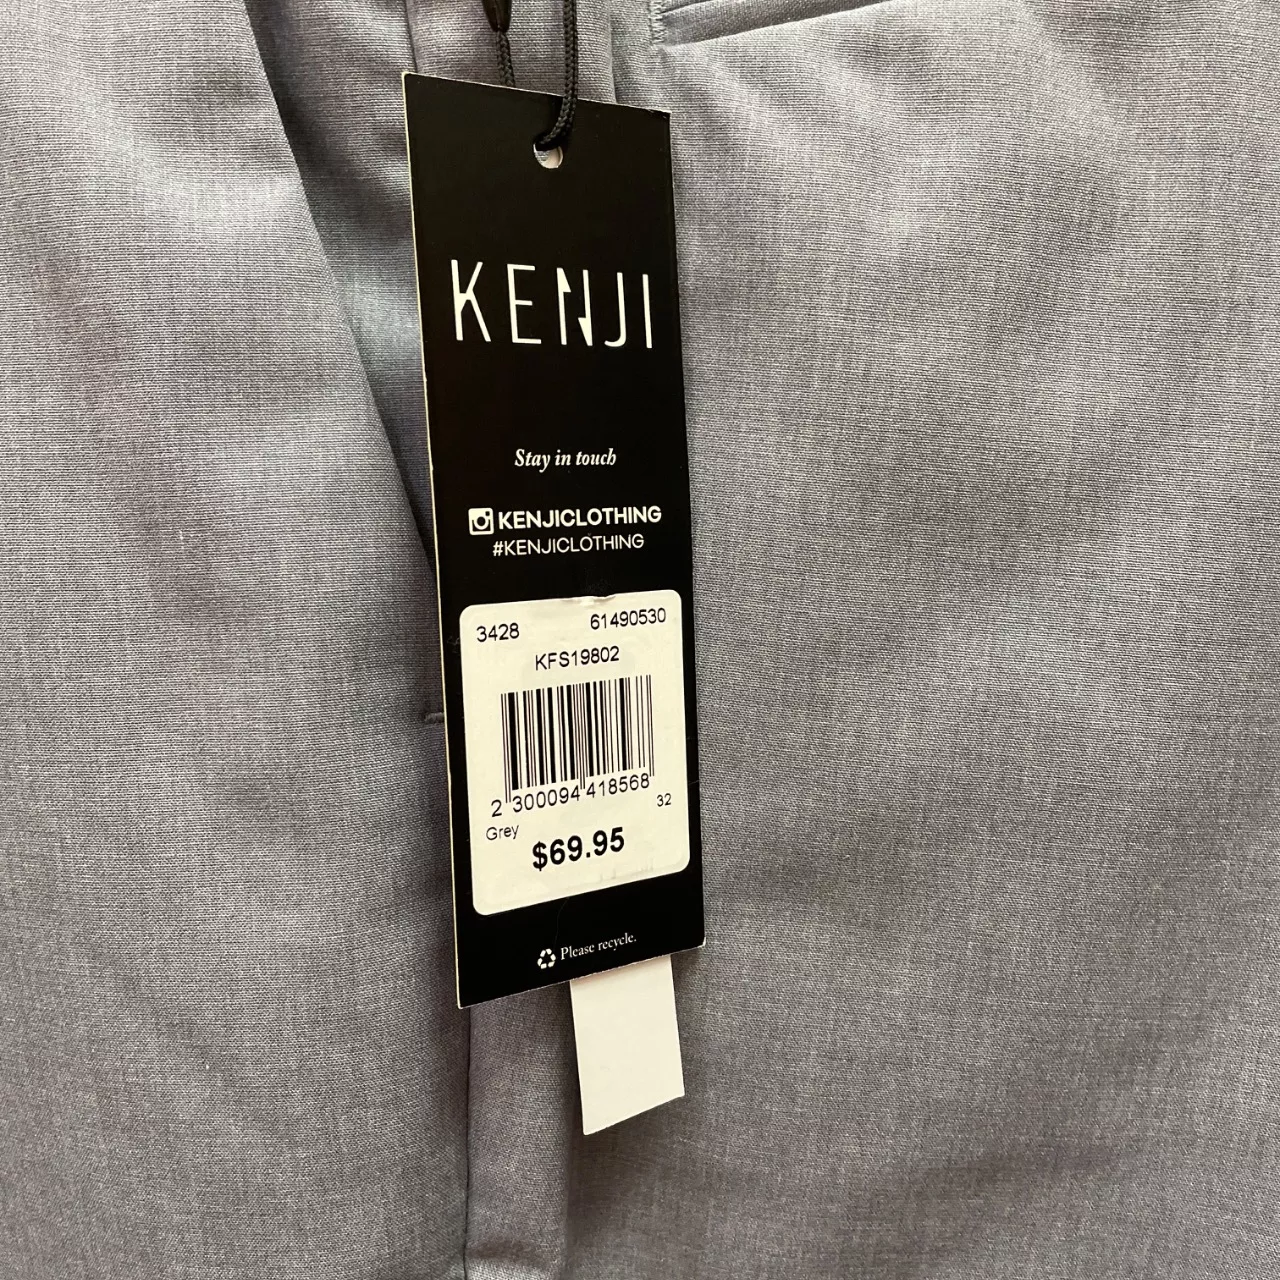 KENJI
Stay in touch
KENJICLOTHING
#KENJICLOTHING
3428 61490530
KFS19802
2 300094 418568
Grey 32
$69.95
Please recycle.